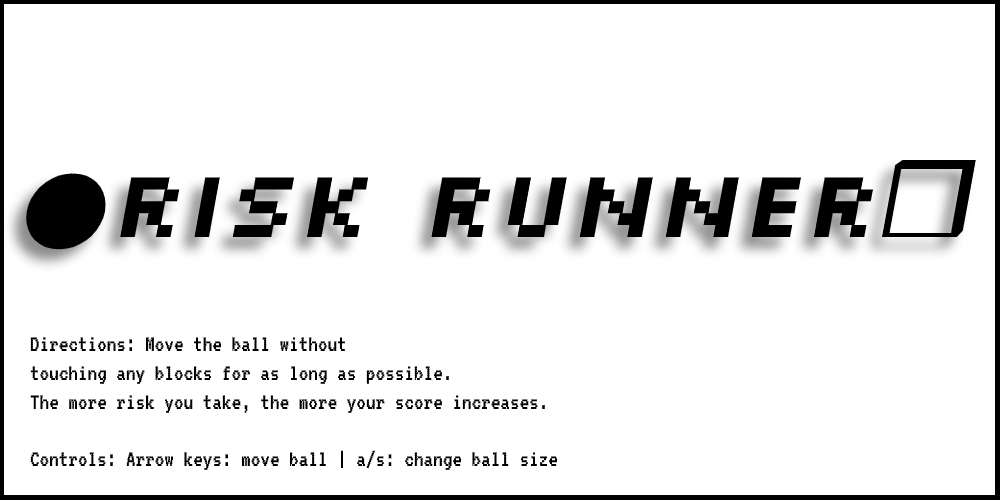 RISK RUNNER
Directions: Move the ball without
touching any blocks for as long as possible.
The more risk you take, the more your score increases.
Controls: Arrow keys: move ball | a/s: change ball size